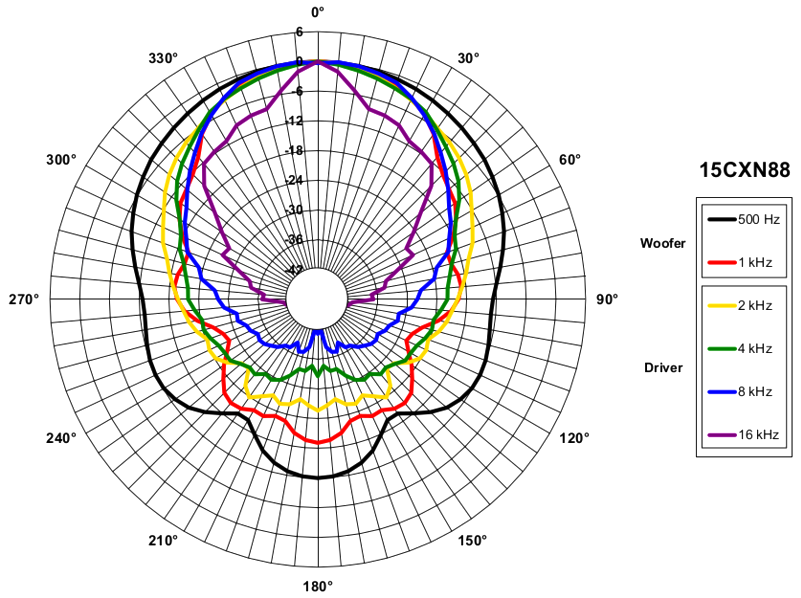 0°
330°
30°
300°
60°
270°
90°
240°
120°
210°
150°
180°
6
0
-6
-12
-18
-24
-30
-36
-42
15CXN88
Woofer
500 Hz
1 kHz
Driver
2 kHz
4 kHz
8 kHz
16 kHz